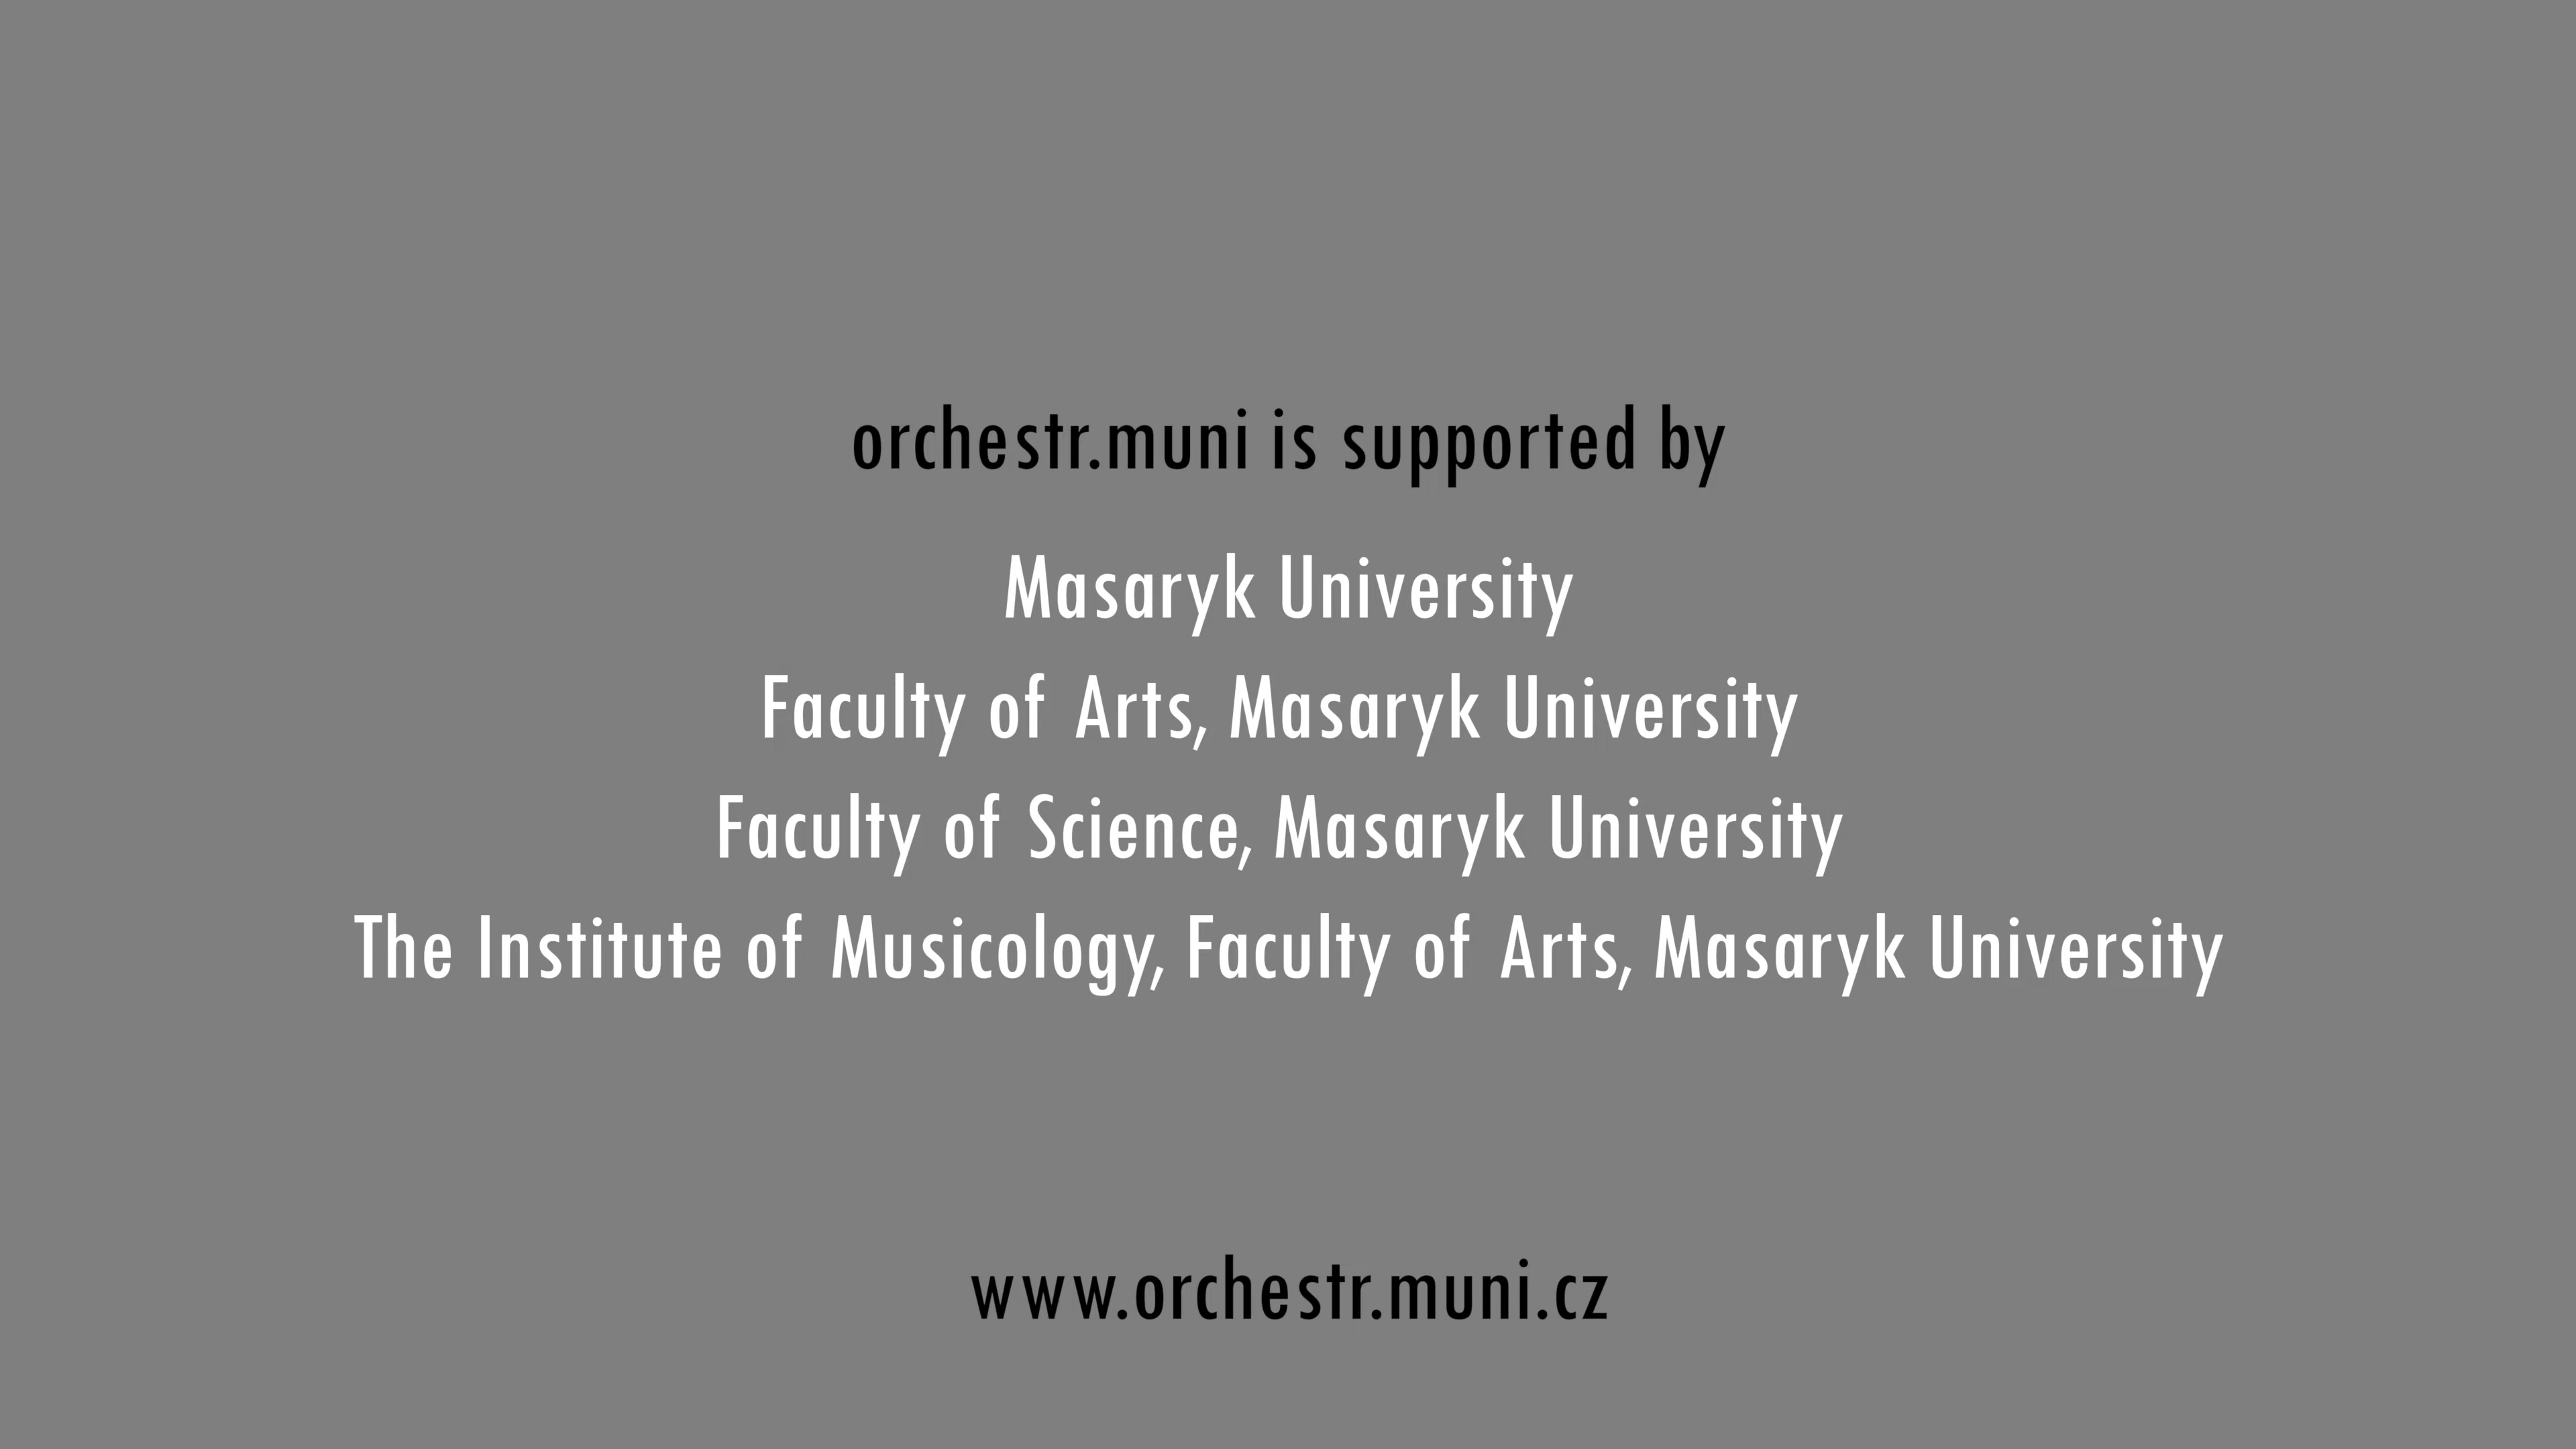 orchestr.muni is supported by
Masaryk University
Faculty of Arts, Masaryk University
Faculty of Science, Masaryk University
The Institute of Musicology, Faculty of Arts, Masaryk University
www.orchestr.muni.cz